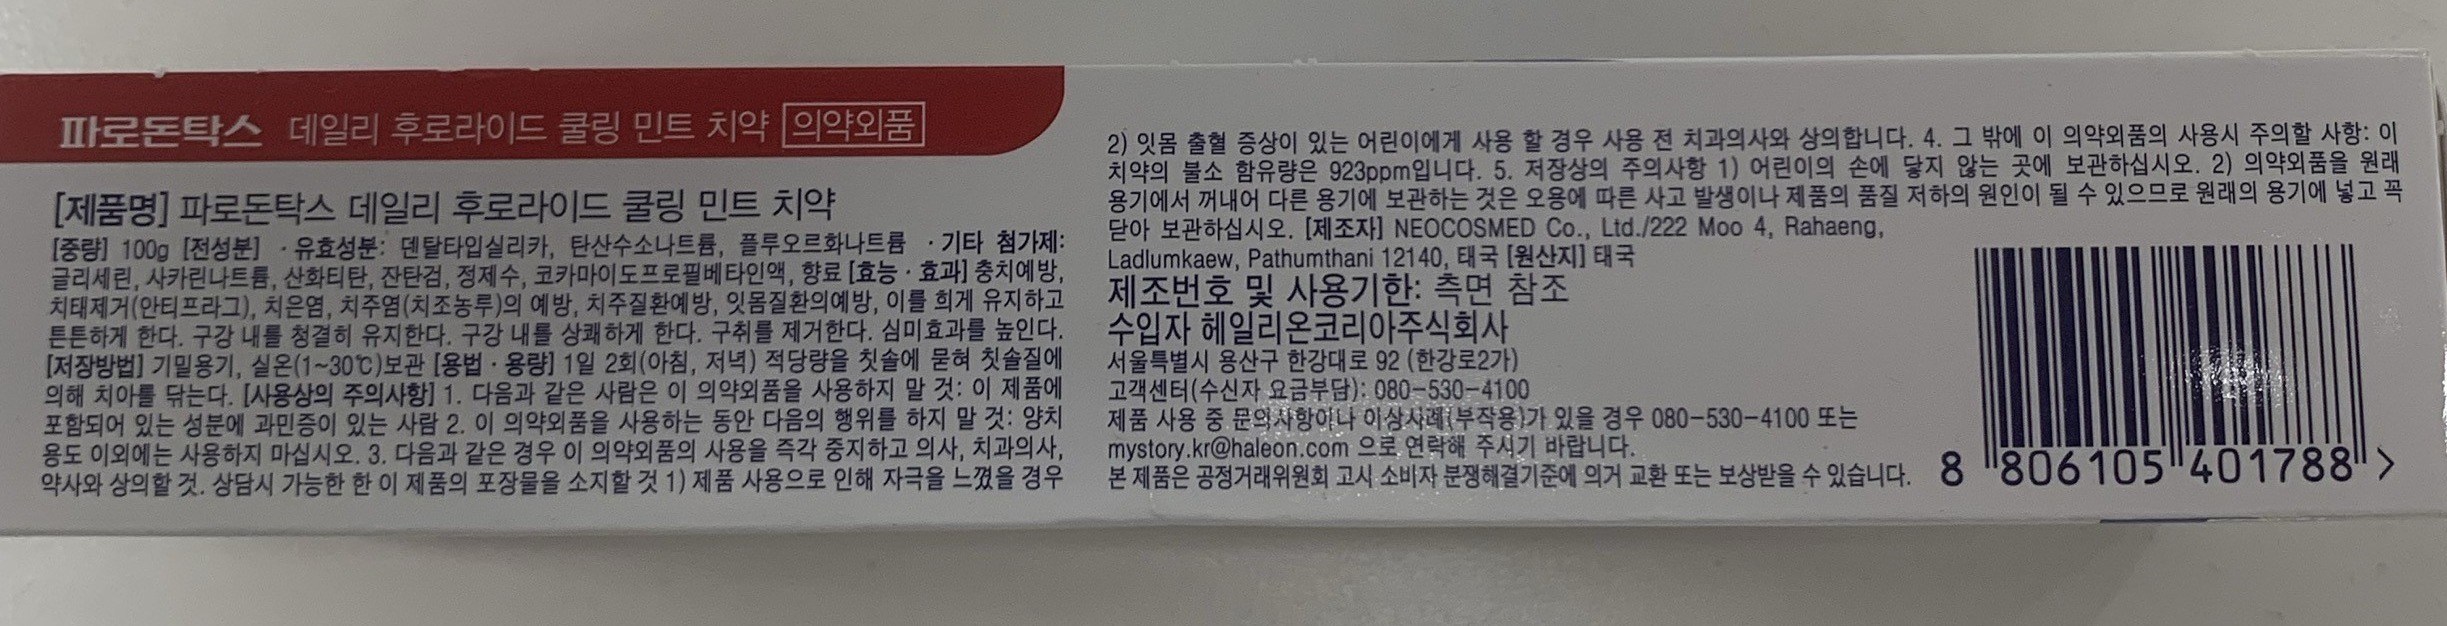 파로돈탁스 데일리 후로라이드 쿨링 민트 치약 의약외품
[제품명] 파로돈탁스 데일리 후로라이드 쿨링 민트 치약
[중량] 100g [전성분] · 유효성분: 덴탈타입실리카, 탄산수소나트륨, 플루오르화나트륨 · 기타 첨가제:
글리세린, 사카린나트륨, 산화티탄, 잔탄검, 정제수, 코카마이도프로필베타인액, 향료 [효능 · 효과] 충치예방,
치태제거(안티프라그), 치은염, 치주염(치조농루)의 예방, 치주질환예방, 잇몸질환의예방, 이를 희게 유지하고
튼튼하게 한다. 구강 내를 청결히 유지한다. 구강 내를 상쾌하게 한다. 구취를 제거한다. 심미효과를 높인다.
[저장방법] 기밀용기, 실온(1~30℃)보관 [용법 · 용량] 1일 2회(아침, 저녁) 적당량을 칫솔에 묻혀 칫솔질에
의해 치아를 닦는다. [사용상의 주의사항] 1. 다음과 같은 사람은 이 의약외품을 사용하지 말 것: 이 제품에
포함되어 있는 성분에 과민증이 있는 사람 2. 이 의약외품을 사용하는 동안 다음의 행위를 하지 말 것: 양치
용도 이외에는 사용하지 마십시오. 3. 다음과 같은 경우 이 의약외품의 사용을 즉각 중지하고 의사, 치과의사,
약사와 상의할 것. 상담시 가능한 한 이 제품의 포장물을 소지할 것 1) 제품 사용으로 인해 자극을 느꼈을 경우
2) 잇몸 출혈 증상이 있는 어린이에게 사용 할 경우 사용 전 치과의사와 상의합니다. 4. 그 밖에 이 의약외품의 사용시 주의할 사항: 이
치약의 불소 함유량은 923ppm입니다. 5. 저장상의 주의사항 1) 어린이의 손에 닿지 않는 곳에 보관하십시오. 2) 의약외품을 원래
용기에서 꺼내어 다른 용기에 보관하는 것은 오용에 따른 사고 발생이나 제품의 품질 저하의 원인이 될 수 있으므로 원래의 용기에 넣고 꼭
닫아 보관하십시오. [제조자] NEOCOSMED Co., Ltd./222 Moo 4, Rahaeng,
Ladlumkaew, Pathumthani 12140, 태국 [원산지] 태국
제조번호 및 사용기한: 측면 참조
수입자 헤일리온코리아주식회사
서울특별시 용산구 한강대로 92 (한강로2가)
고객센터(수신자 요금부담): 080-530-4100
제품 사용 중 문의사항이나 이상사례(부작용)가 있을 경우 080-530-4100 또는
mystory.kr@haleon.com 으로 연락해 주시기 바랍니다.
본 제품은 공정거래위원회 고시 소비자 분쟁해결기준에 의거 교환 또는 보상받을 수 있습니다.
8 806105 401788 >